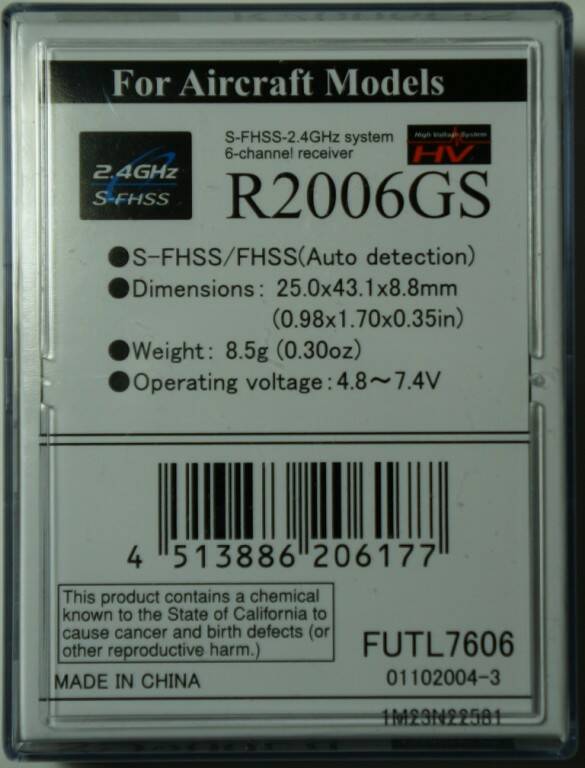 For Aircraft Models
2.4GHz
S-FHSS
S-FHSS-2.4GHz system
6-channel receiver
High Voltage System
HV
R2006GS
●S-FHSS/FHSS(Auto detection)
●Dimensions: 25.0x43.1x8.8mm
(0.98x1.70x0.35in)
●Weight: 8.5g (0.30oz)
●Operating voltage:4.8～7.4V
4 513886 206177
This product contains a chemical
known to the State of California to
cause cancer and birth defects (or
other reproductive harm.)
FUTL7606
MADE IN CHINA
01102004-3
1M23N22581